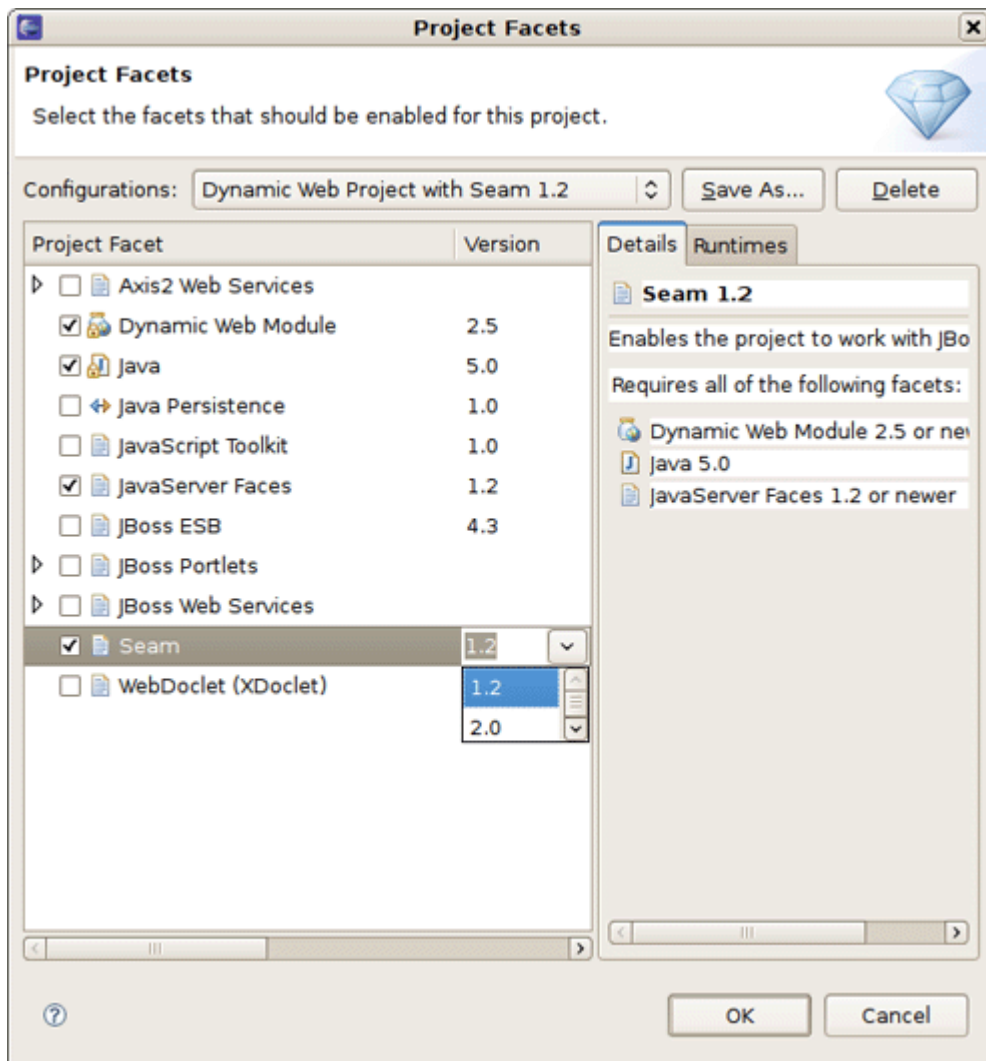 Project Facets
Project Facets
Select the facets that should be enabled for this project.
Configurations: Dynamic Web Project with Seam 1.2 Save As... Delete
Project Facet Version
Axis2 Web Services
Dynamic Web Module 2.5
Java 5.0
Java Persistence 1.0
JavaScript Toolkit 1.0
JavaServer Faces 1.2
JBoss ESB 4.3
JBoss Portlets
JBoss Web Services
Seam 1.2
WebDoclet (XDoclet)
1.2
2.0
Details Runtimes
Seam 1.2
Enables the project to work with JBo
Requires all of the following facets:
Dynamic Web Module 2.5 or nev
Java 5.0
JavaServer Faces 1.2 or newer
OK Cancel